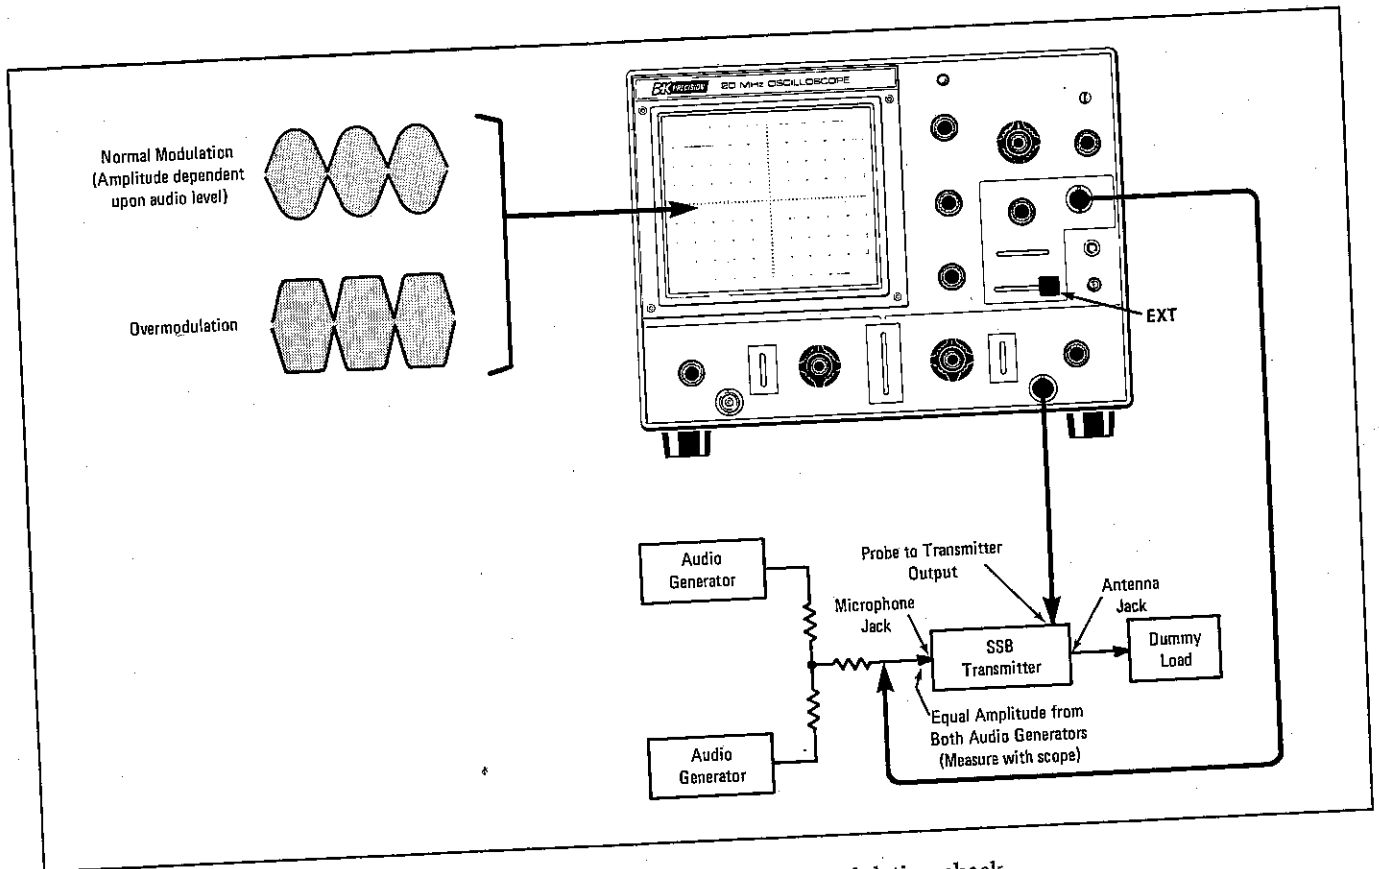 BK PRECISION 20 MHz OSCILLOSCOPE
Normal Modulation
(Amplitude dependent
upon audio level)
Overmodulation
EXT
Audio
Generator
Probe to Transmitter
Output
Microphone
Jack
Antenna
Jack
SSB
Transmitter
Dummy
Load
Equal Amplitude from
Both Audio Generators
(Measure with scope)
Audio
Generator
check